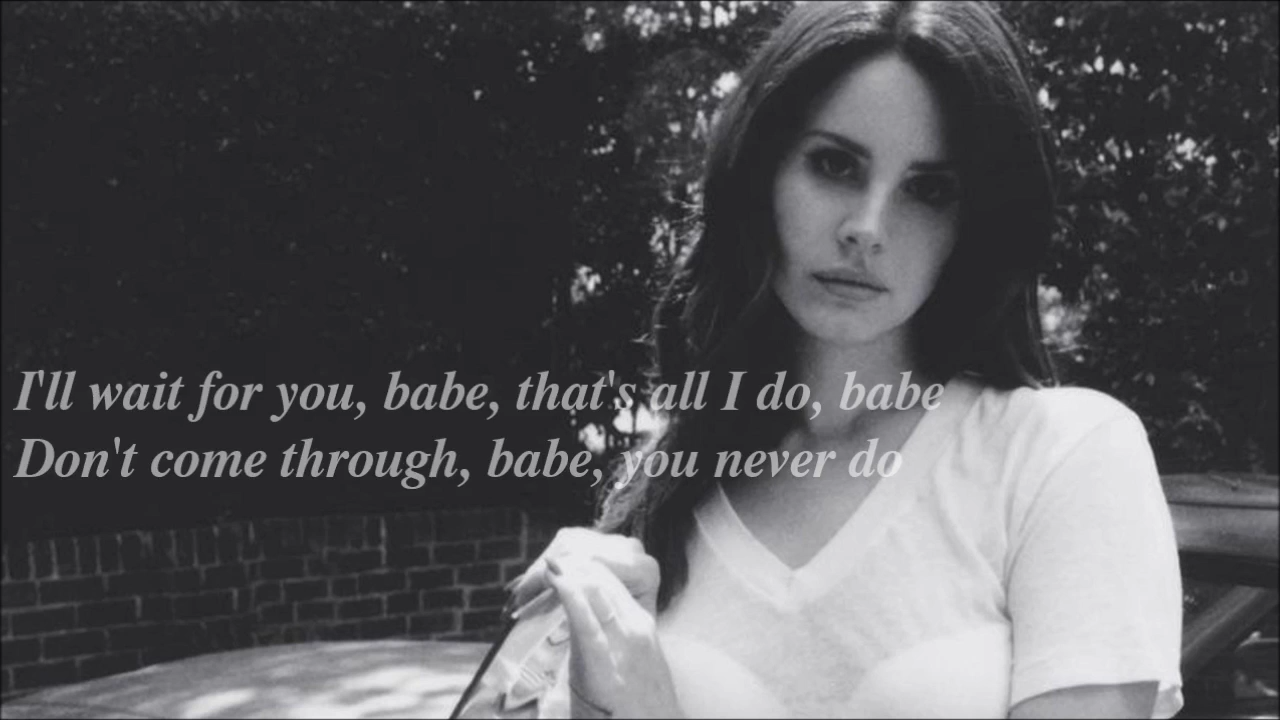 I'll wait for you, babe, that's all I do, babe
Don't come through, babe, you never do